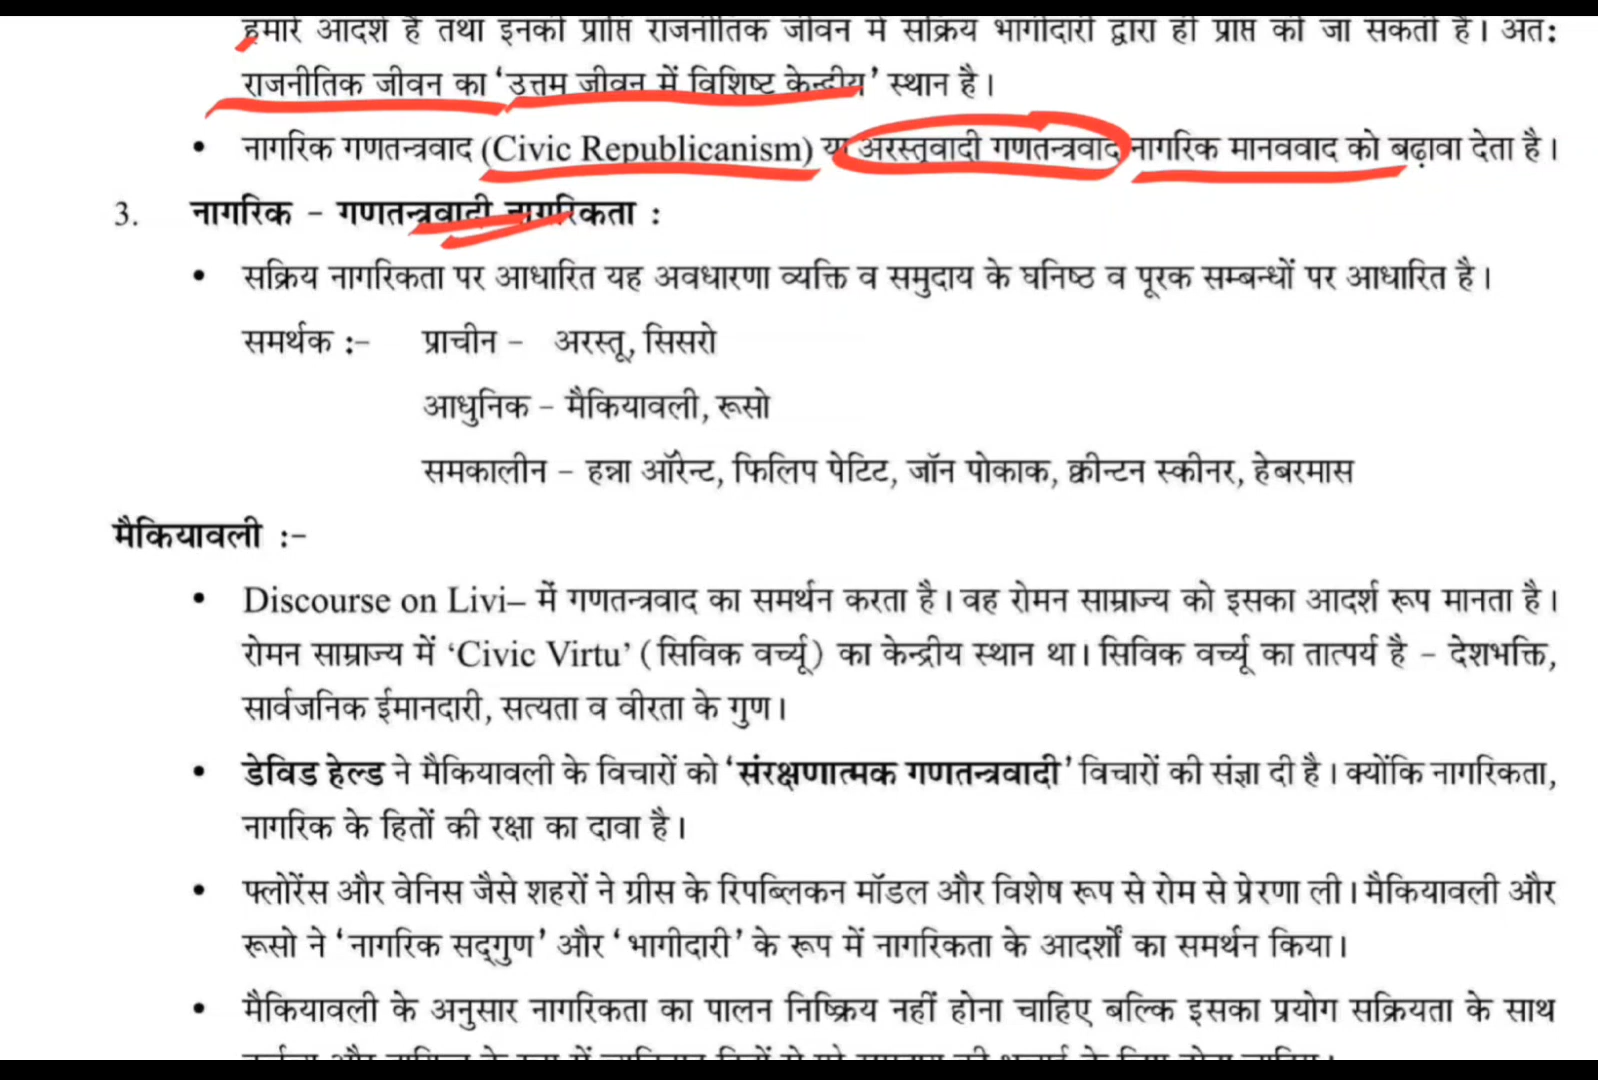 हमारे आदर्श हैं तथा इनकी प्राप्ति राजनीतिक जीवन में सक्रिय भागीदारी द्वारा ही प्राप्त की जा सकती है। अतः
राजनीतिक जीवन का ‘उत्तम जीवन में विशिष्ट केन्द्रीय’ स्थान है।
• नागरिक गणतन्त्रवाद (Civic Republicanism) या अरस्तूवादी गणतन्त्रवाद नागरिक मानववाद को बढ़ावा देता है।
3. नागरिक - गणतन्त्रवादी नागरिकता :
• सक्रिय नागरिकता पर आधारित यह अवधारणा व्यक्ति व समुदाय के घनिष्ठ व पूरक सम्बन्धों पर आधारित है।
समर्थक :- प्राचीन - अरस्तू, सिसरो
आधुनिक - मैकियावली, रूसो
समकालीन - हन्ना ऑरेन्ट, फिलिप पेटिट, जॉन पोकाक, क्वीन्टन स्कीनर, हेबरमास
मैकियावली :-
• Discourse on Livi– में गणतन्त्रवाद का समर्थन करता है। वह रोमन साम्राज्य को इसका आदर्श रूप मानता है।
रोमन साम्राज्य में ‘Civic Virtu’ (सिविक वर्च्यू) का केन्द्रीय स्थान था। सिविक वर्च्यू का तात्पर्य है - देशभक्ति,
सार्वजनिक ईमानदारी, सत्यता व वीरता के गुण।
• डेविड हेल्ड ने मैकियावली के विचारों को ‘संरक्षणात्मक गणतन्त्रवादी’ विचारों की संज्ञा दी है। क्योंकि नागरिकता,
नागरिक के हितों की रक्षा का दावा है।
• फ्लोरेंस और वेनिस जैसे शहरों ने ग्रीस के रिपब्लिकन मॉडल और विशेष रूप से रोम से प्रेरणा ली। मैकियावली और
रूसो ने ‘नागरिक सद्‌गुण’ और ‘भागीदारी’ के रूप में नागरिकता के आदर्शों का समर्थन किया।
• मैकियावली के अनुसार नागरिकता का पालन निष्क्रिय नहीं होना चाहिए बल्कि इसका प्रयोग सक्रियता के साथ